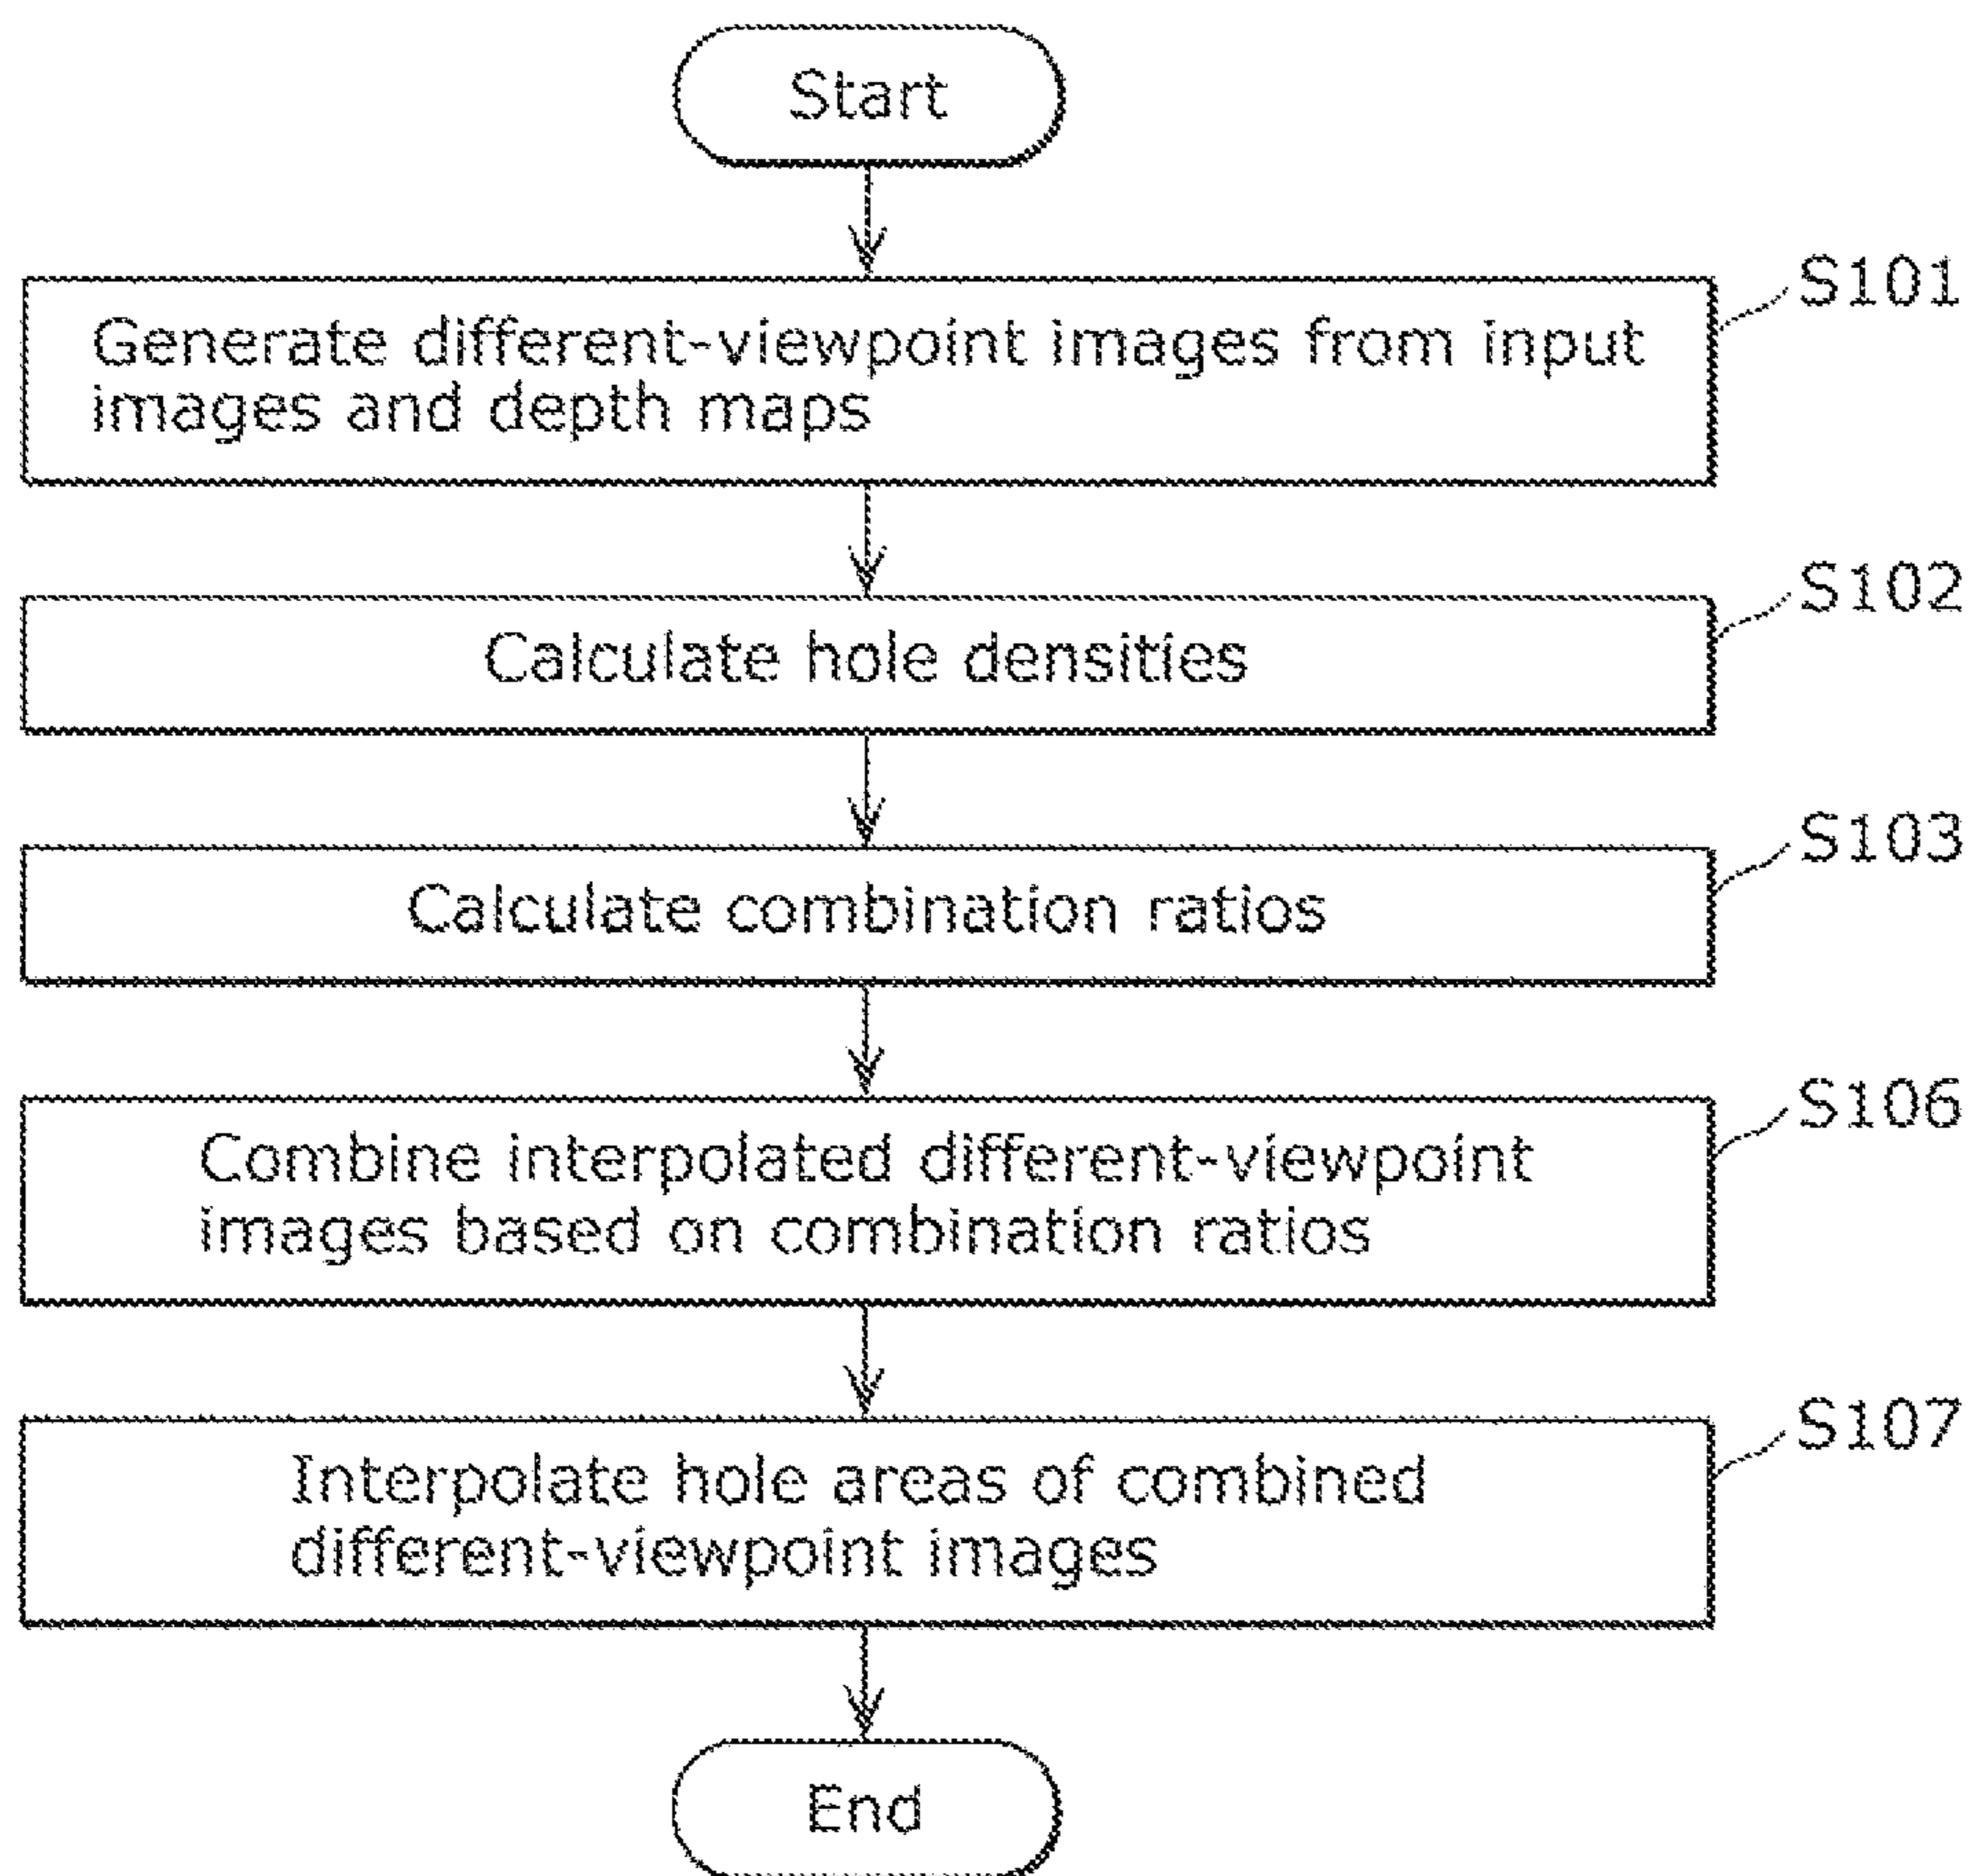 Start
S101
Generate different-viewpoint images from input
images and depth maps
S102
Calculate hole densities
S103
Calculate combination ratios
S106
Combine interpolated different-viewpoint
images based on combination ratios
S107
Interpolate hole areas of combined
different-viewpoint images
End